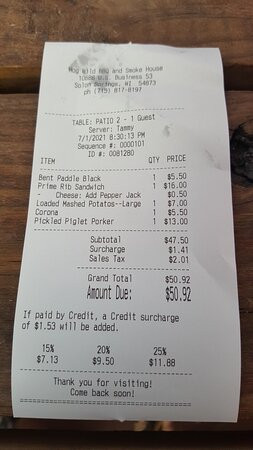 Hog Wild BBQ and Smoke House
U.S. Business 53
Solon Springs, WI 54873
ph (715) 817-8197
TABLE: PATIO 2 - 1 Guest
Server: Tammy
7/1/2021 8:30:13 PM
Sequence #: 0000101
ID #: 0081280
ITEM QTY PRICE
Bent Paddle Black 1 $5.50
Prime Rib Sandwich 1 $16.00
- Cheese: Add Pepper Jack $0.50
Loaded Mashed Potatos--Large 1 $7.00
Corona 1 $5.50
Pickled Piglet Porker 1 $13.00
Subtotal $47.50
Surcharge $1.41
Sales Tax $2.01
Grand Total $50.92
Amount Due: $50.92
If paid by Credit, a Credit surcharge
of $1.53 will be added.
15% 20% 25%
$7.13 $9.50 $11.88
Thank you for visiting!
Come back soon!